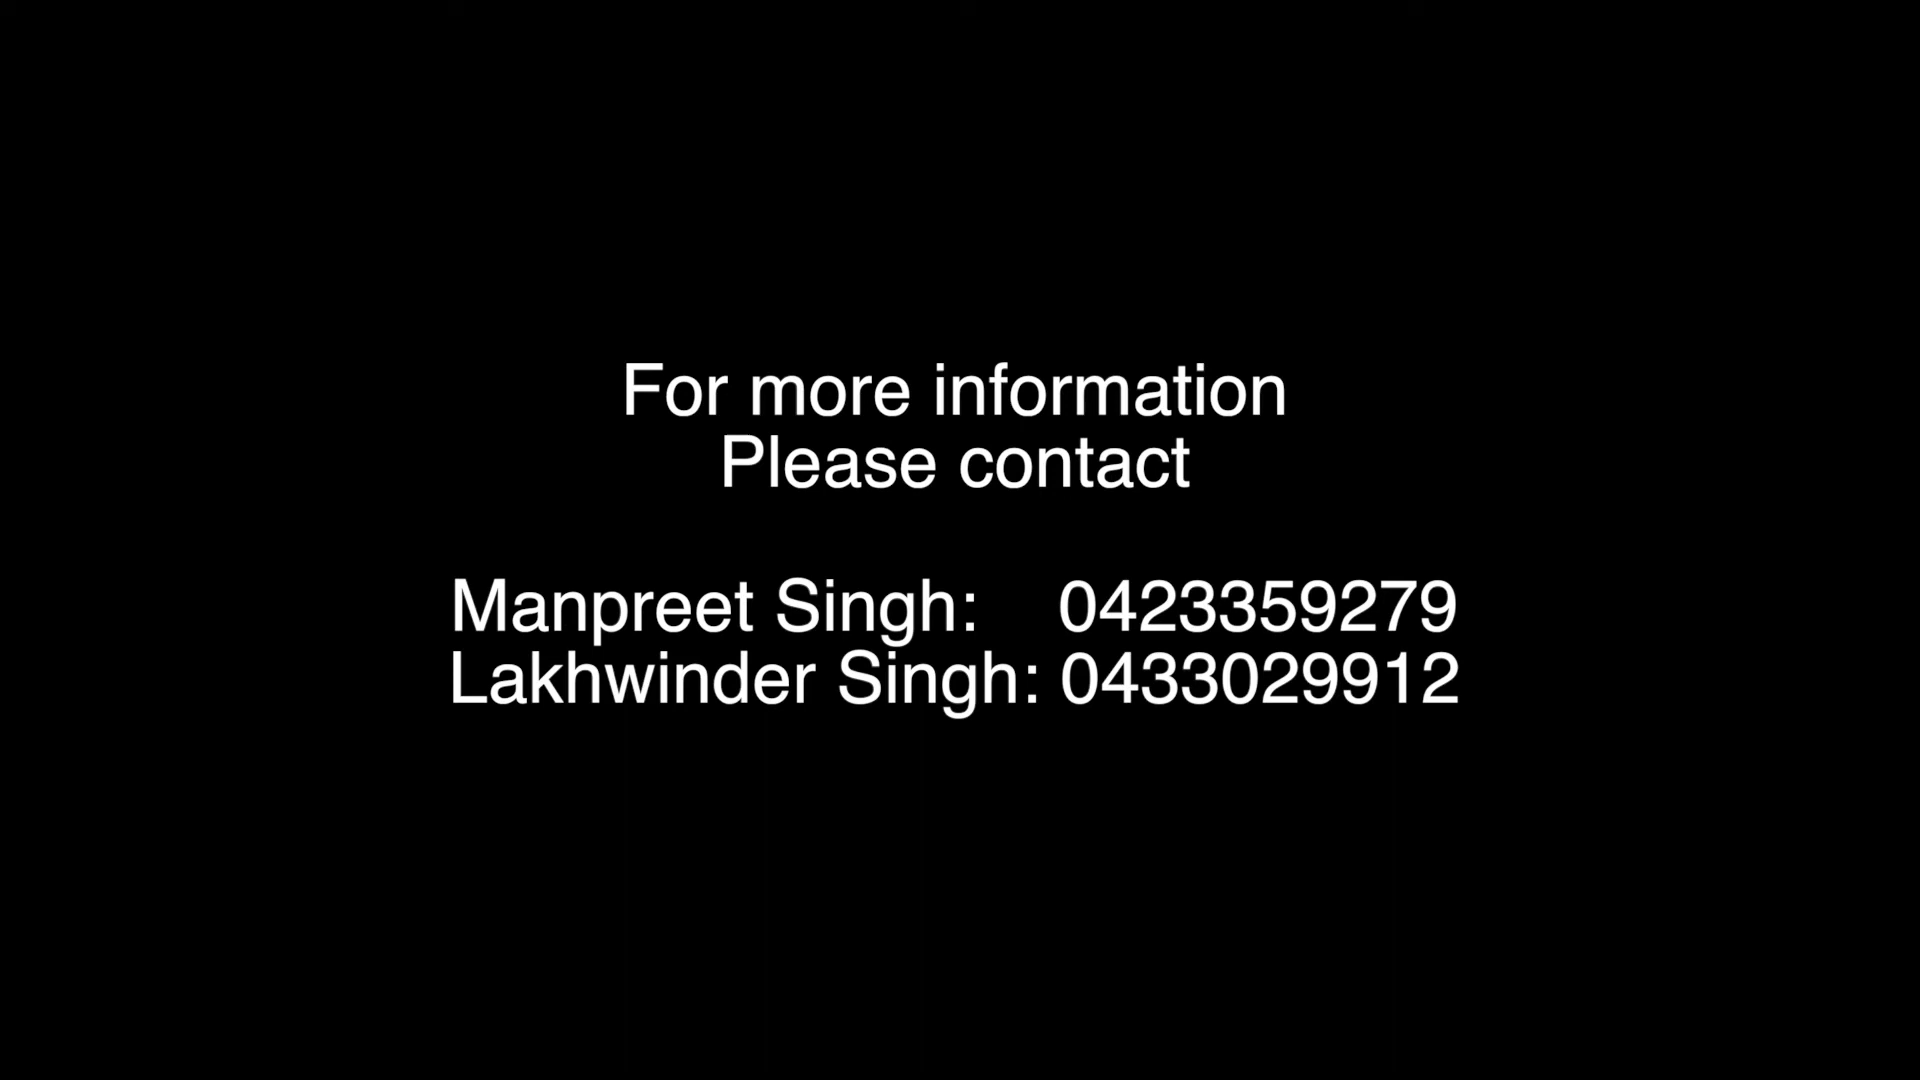 For more information
Please contact
Manpreet Singh: 0423359279
Lakhwinder Singh: 0433029912